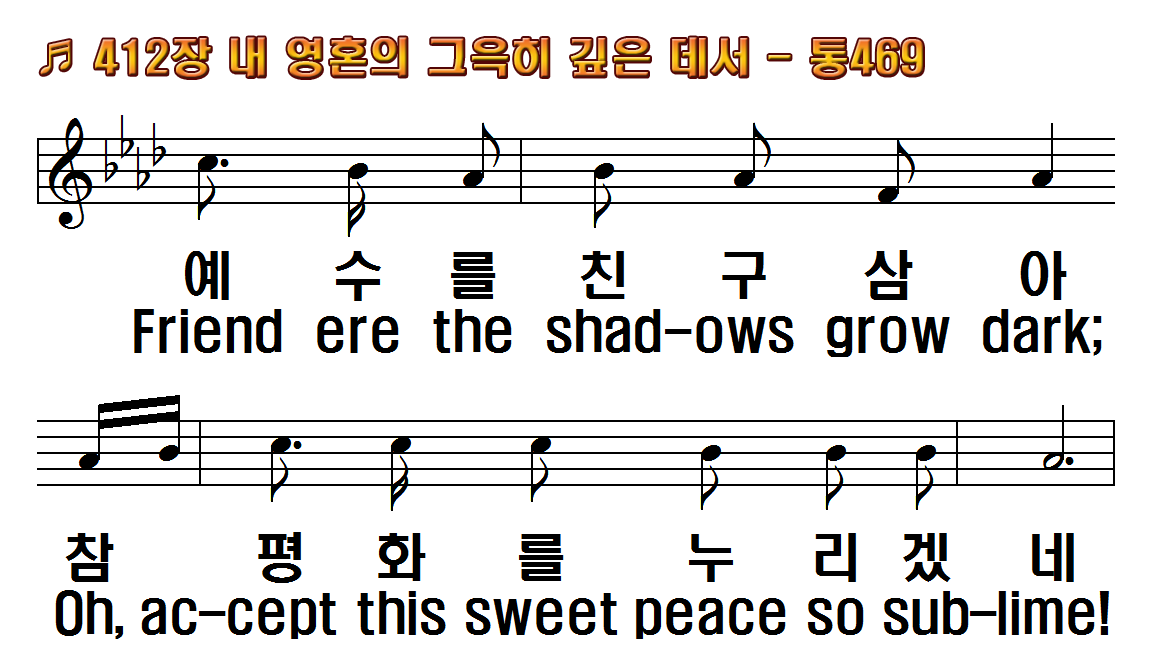 ♬ 412장 내 영혼의 그윽히 깊은 데서 - 통469
예 수 를 친 구 삼 아
Friend ere the shad-ows grow dark;
참 평 화 를 누 리 겠 네
Oh, ac-cept this sweet peace so sub-lime!